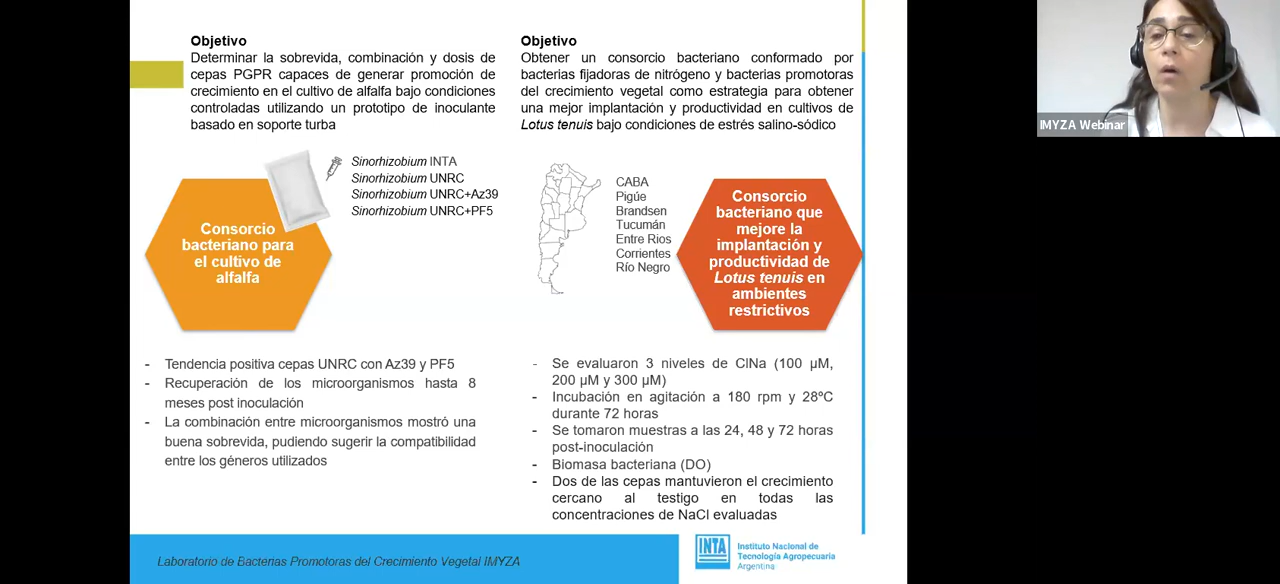 Objetivo
Determinar la sobrevida, combinación y dosis de
cepas PGPR capaces de generar promoción de
crecimiento en el cultivo de alfalfa bajo condiciones
controladas utilizando un prototipo de inoculante
basado en soporte turba
Sinorhizobium INTA
Sinorhizobium UNRC
Sinorhizobium UNRC+Az39
Sinorhizobium UNRC+PF5
Consorcio
bacteriano para
el cultivo de
alfalfa
- Tendencia positiva cepas UNRC con Az39 y PF5
- Recuperación de los microorganismos hasta 8
meses post inoculación
- La combinación entre microorganismos mostró una
buena sobrevida, pudiendo sugerir la compatibilidad
entre los géneros utilizados
Objetivo
Obtener un consorcio bacteriano conformado por
bacterias fijadoras de nitrógeno y bacterias promotoras
del crecimiento vegetal como estrategia para obtener
una mejor implantación y productividad en cultivos de
Lotus tenuis bajo condiciones de estrés salino-sódico
CABA
Pigúe
Brandsen
Tucumán
Entre Rios
Corrientes
Río Negro
Consorcio
bacteriano que
mejore la
implantación y
productividad de
Lotus tenuis en
ambientes
restrictivos
- Se evaluaron 3 niveles de ClNa (100 µM,
200 µM y 300 µM)
- Incubación en agitación a 180 rpm y 28ºC
durante 72 horas
- Se tomaron muestras a las 24, 48 y 72 horas
post-inoculación
- Biomasa bacteriana (DO)
- Dos de las cepas mantuvieron el crecimiento
cercano al testigo en todas las
concentraciones de NaCl evaluadas
Laboratorio de Bacterias Promotoras del Crecimiento Vegetal IMYZA
INTA
Instituto Nacional de
Tecnología Agropecuaria
Argentina
IMYZA Webinar